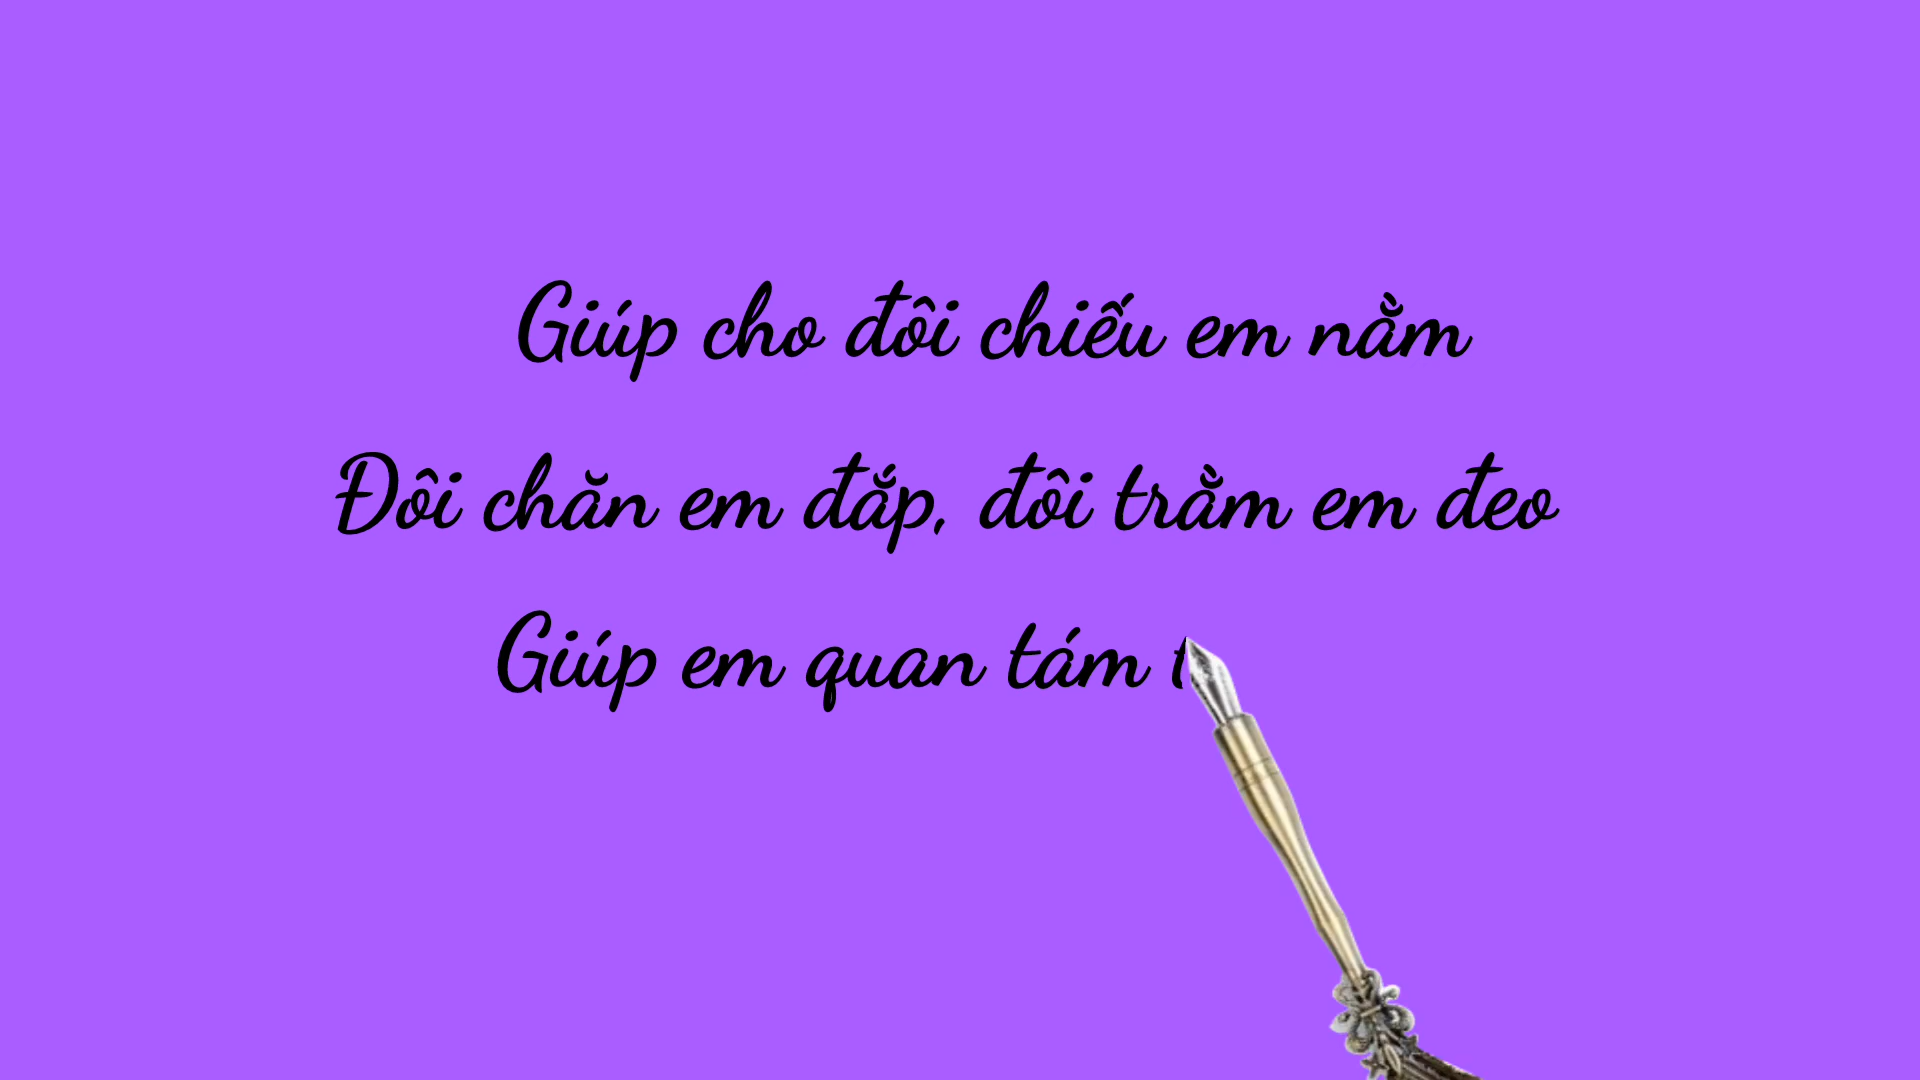 Giúp cho đôi chiếu em nằm
Đôi chăn em đắp, đôi trằm em đeo
Giúp em quan tám